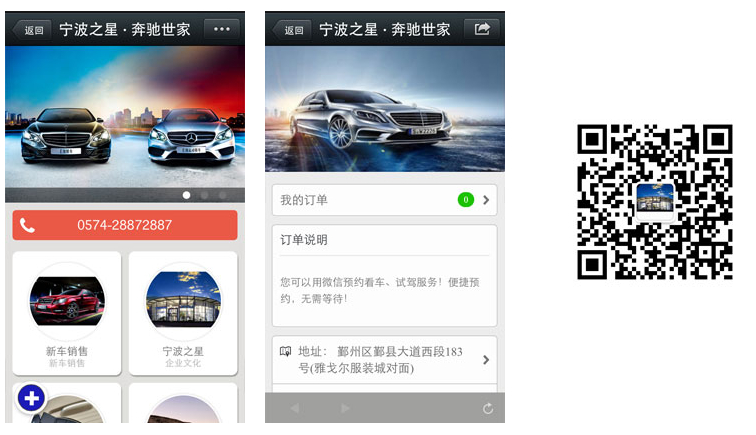 返回
宁波之星·奔驰世家
0574-28872887
新车销售
新车销售
宁波之星
企业文化
返回
宁波之星·奔驰世家
我的订单
0
订单说明
您可以用微信预约看车、试驾服务！便捷预
约，无需等待！
地址： 鄞州区鄞县大道西段183
号(雅戈尔服装城对面)